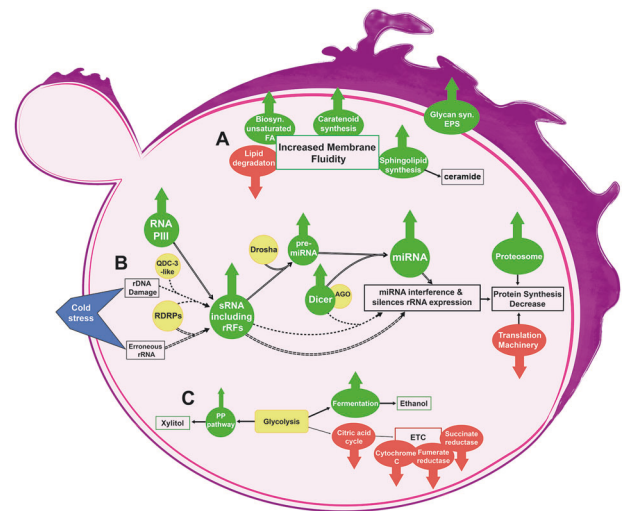 Biosyn.
unsaturated
FA
Caratenoid
synthesis
Glycan syn.
EPS
A
Lipid
degradaton
Increased Membrane
Fluidity
Sphingolipid
synthesis
ceramide
RNA
PIII
Drosha
pre-
miRNA
miRNA
Proteosome
B
QDC-3
-like
rDNA
Damage
Cold
stress
RDRPs
sRNA
including
rRFs
Dicer
AGO
miRNA interference &
silences rRNA expression
Protein Synthesis
Decrease
Erroneous
rRNA
Translation
Machinery
C
Fermentation
Ethanol
Xylitol
PP
pathway
Glycolysis
Citric acid
cycle
ETC
Succinate
reductase
Cytochrome
C
Fumerate
reductase